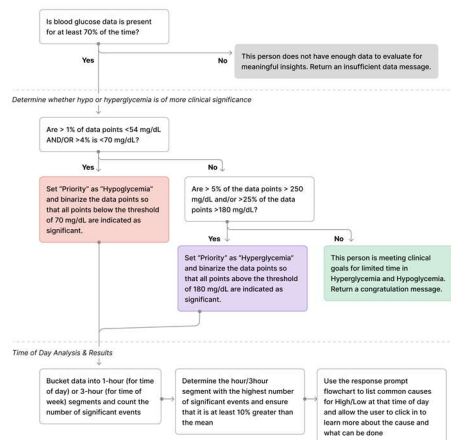 Is blood glucose data is present
for at least 70% of the time?
Yes
No
This person does not have enough data to evaluate for
meaningful insights. Return an insufficient data message.
Determine whether hypo or hyperglycemia is of more clinical significance
Are > 1% of data points <54 mg/dL
AND/OR >4% is <70 mg/dL?
Yes
No
Set "Priority" as "Hypoglycemia"
and binarize the data points so
that all points below the threshold
of 70 mg/dL are indicated as
significant.
Are > 5% of the data points > 250
mg/dL and/or >25% of the data
points >180 mg/dL?
Yes
No
Set "Priority" as "Hyperglycemia"
and binarize the data points so
that all points above the threshold
of 180 mg/dL are indicated as
significant.
This person is meeting clinical
goals for limited time in
Hyperglycemia and Hypoglycemia.
Return a congratulation message.
Time of Day Analysis & Results
Bucket data into 1-hour (for time
of day) or 3-hour (for time of
week) segments and count the
number of significant events
Determine the hour/3hour
segment with the highest number
of significant events and ensure
that it is at least 10% greater than
the mean
Use the response prompt
flowchart to list common causes
for High/Low at that time of day
and allow the user to click in to
learn more about the cause and
what can be done